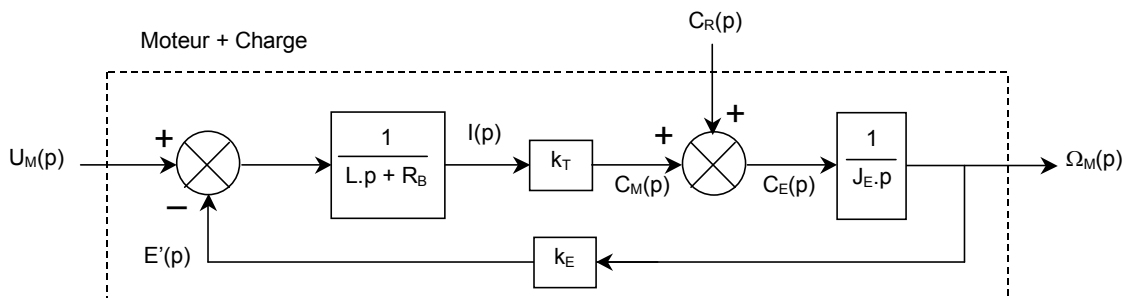 C_R(p)
Moteur + Charge
U_M(p)
+
−
1
L.p + R_B
I(p)
k_T
C_M(p)
+
+
C_E(p)
1
J_E.p
Ω_M(p)
E'(p)
k_E